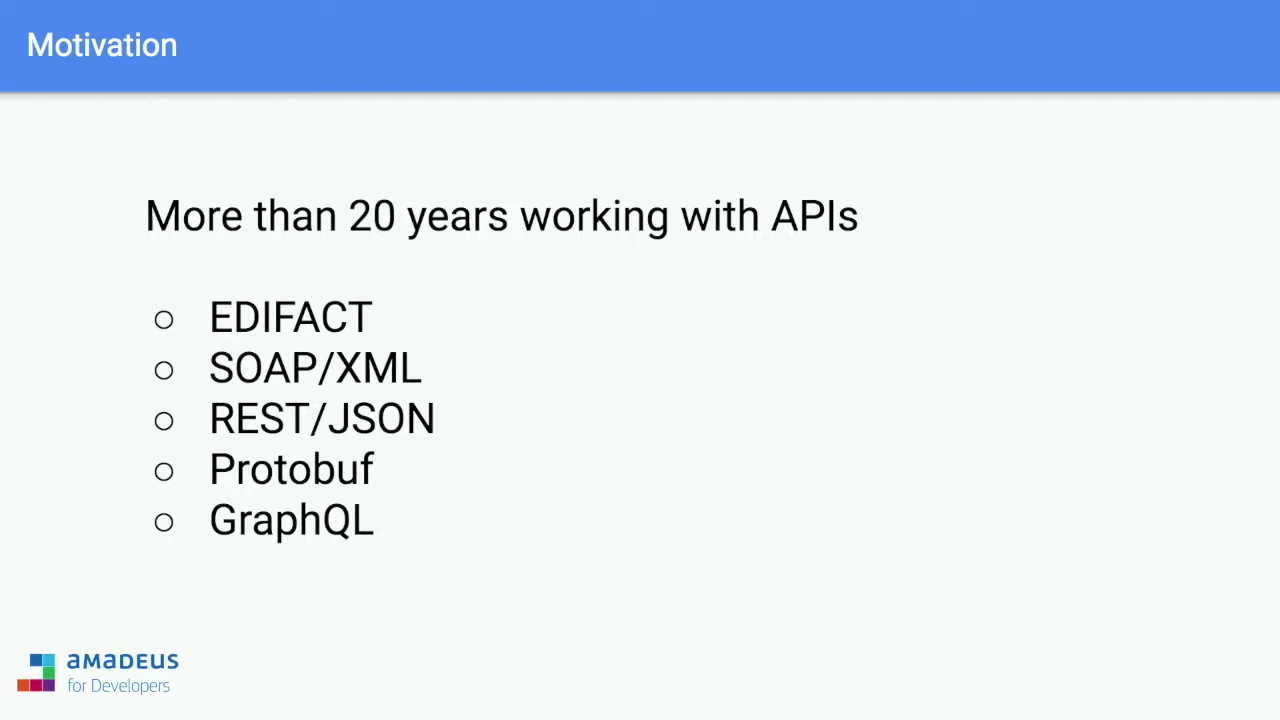 Motivation
More than 20 years working with APIs
○ EDIFACT
○ SOAP/XML
○ REST/JSON
○ Protobuf
○ GraphQL
amadeus
for Developers